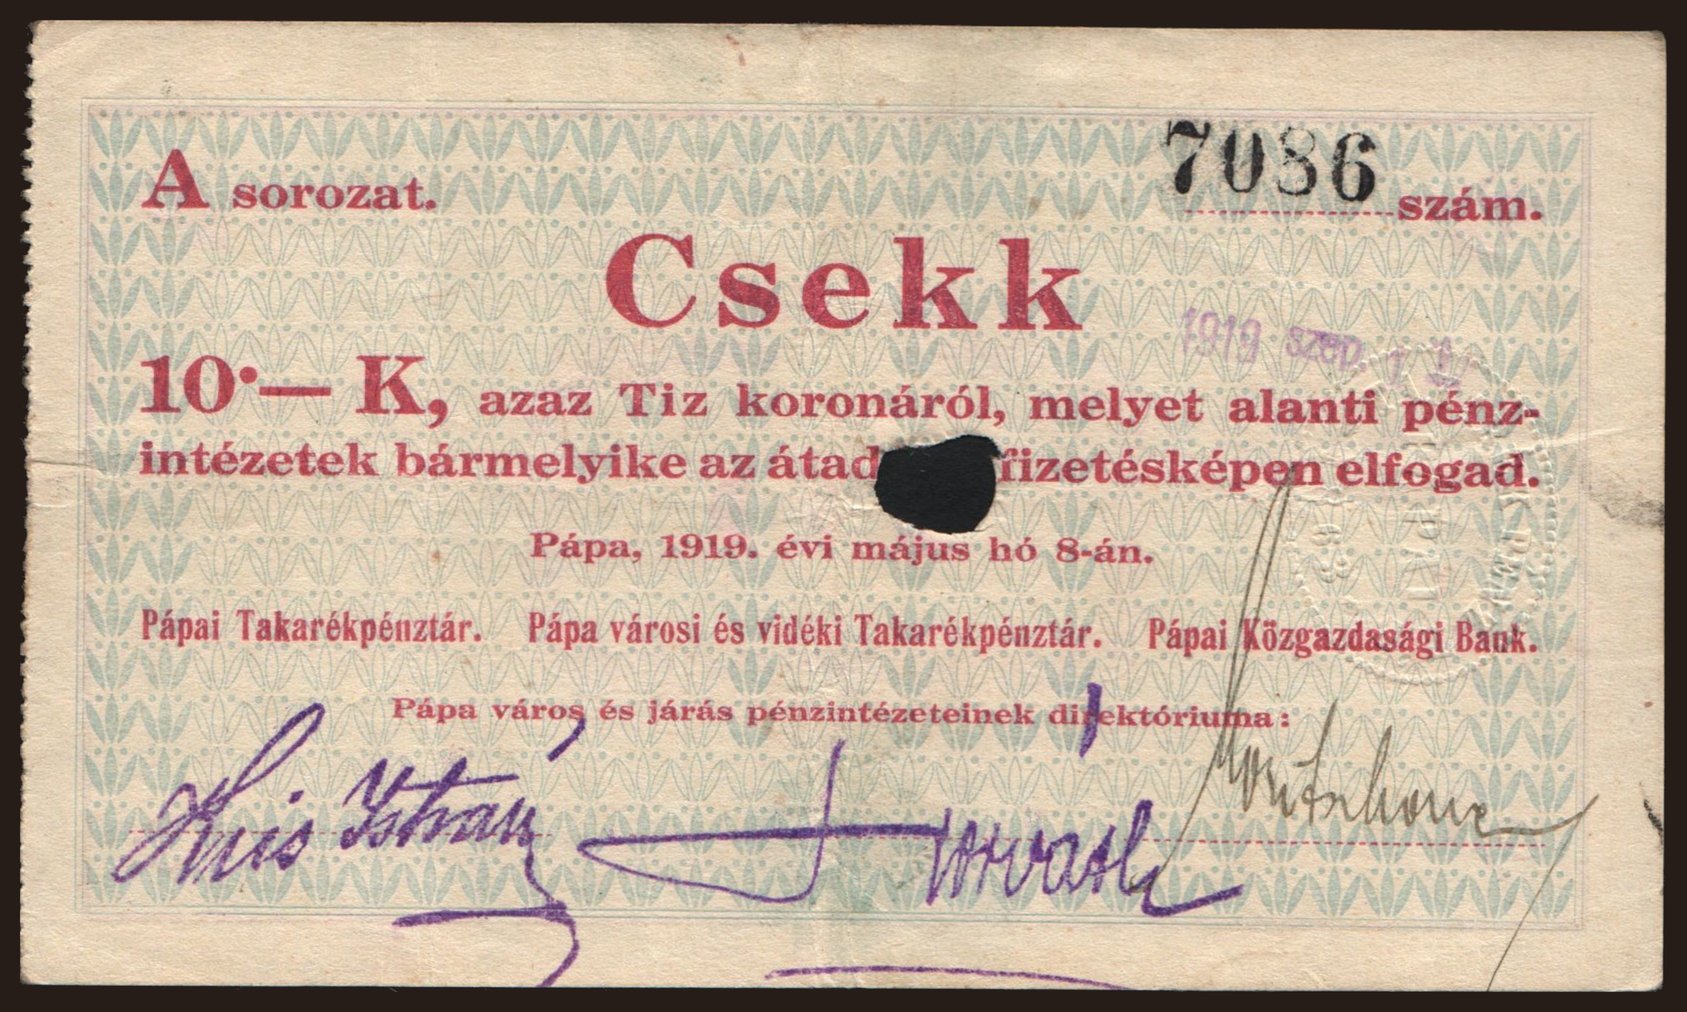 7086
A sorozat. szám.
Csekk
1919 szep.
10·— K, azaz Tiz koronáról, melyet alanti pénz-
intézetek bármelyike az átad fizetésképen elfogad.
Pápa, 1919. évi május hó 8-án.
Pápai Takarékpénztár. Pápa városi és vidéki Takarékpénztár. Pápai Közgazdasági Bank.
Pápa város és járás pénzintézeteinek direktóriuma:
Kis István Horváth